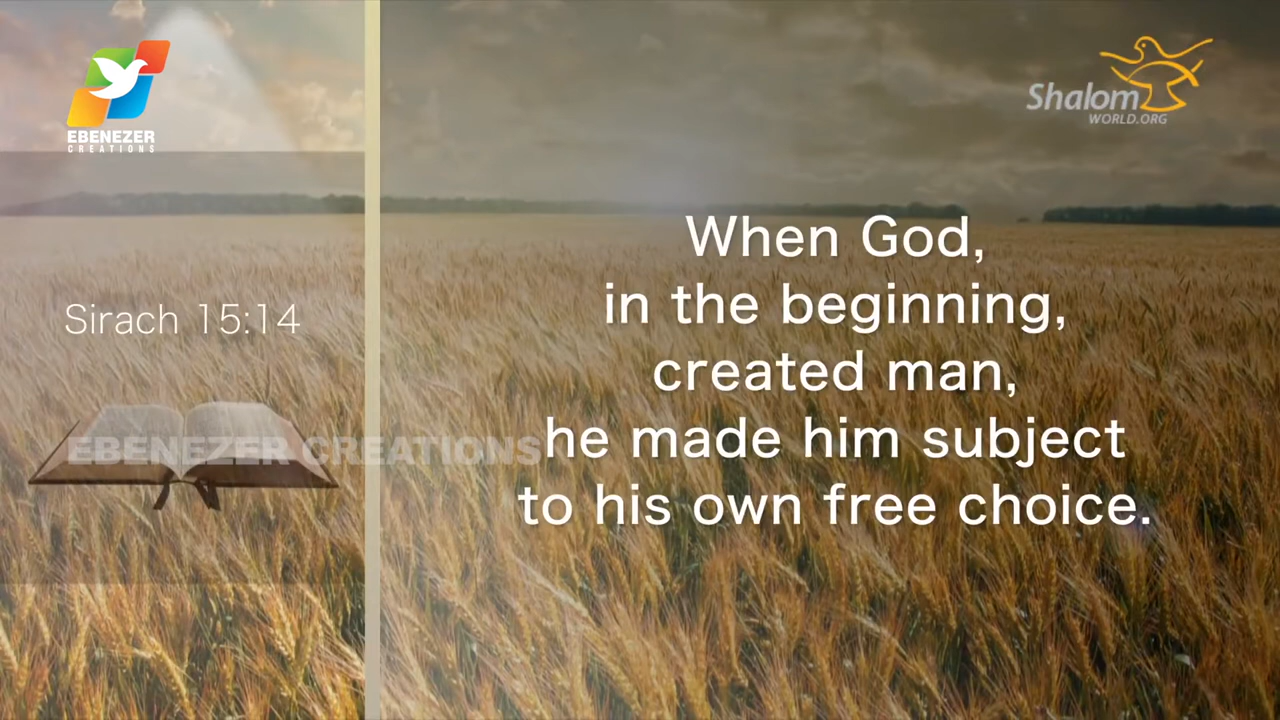 EBENEZER
CREATIONS
Shalom
WORLD.ORG
Sirach 15:14
When God,
in the beginning,
created man,
he made him subject
to his own free choice.
EBENEZER CREATIONS